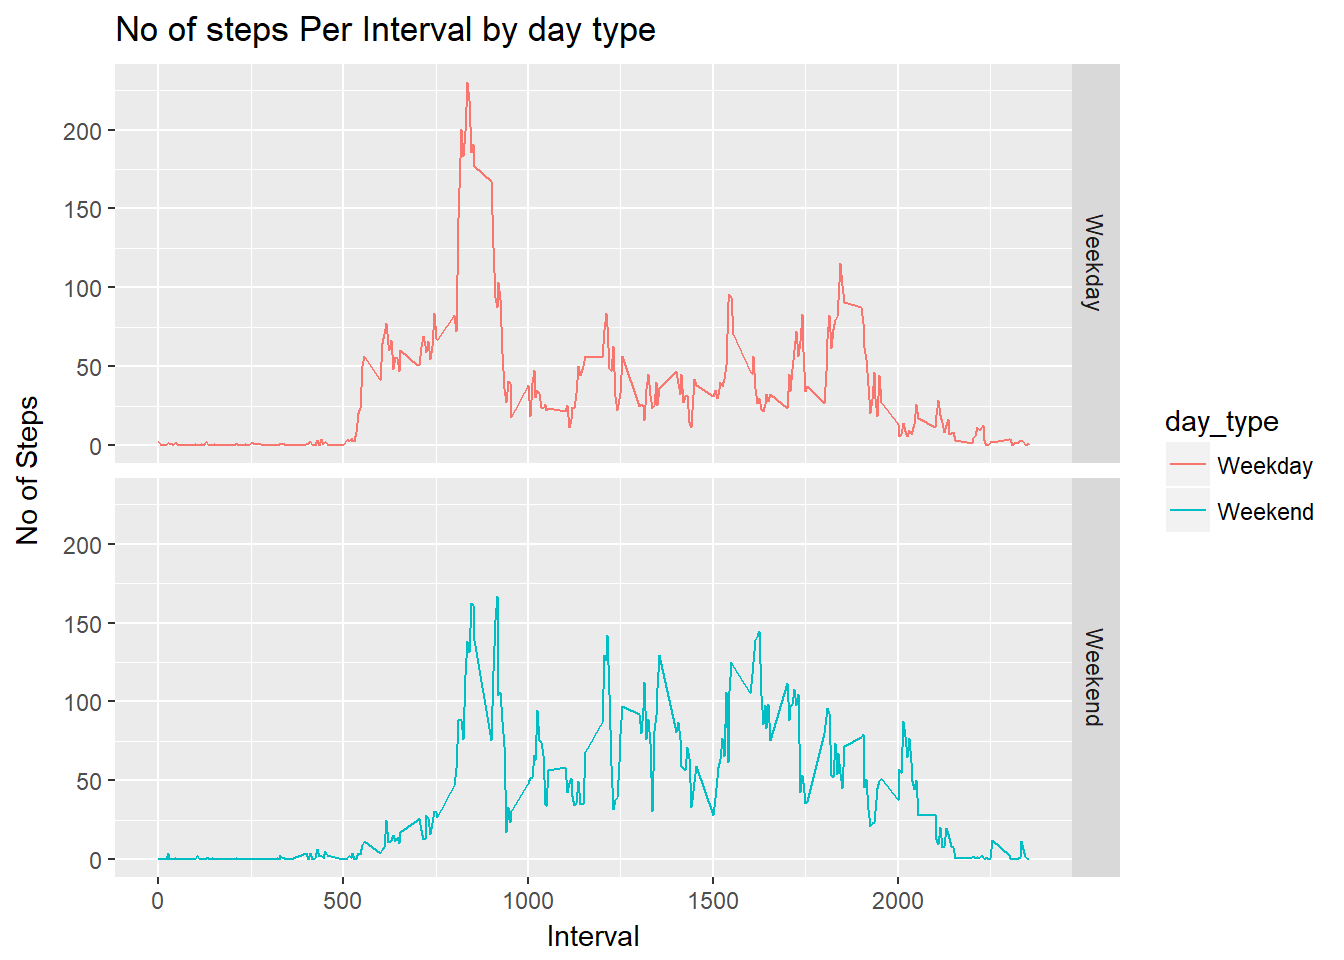 No of steps Per Interval by day type
No of Steps
200
150
100
50
0
Weekday
200
150
100
50
0
Weekend
0 500 1000 1500 2000
Interval
day_type
Weekday
Weekend